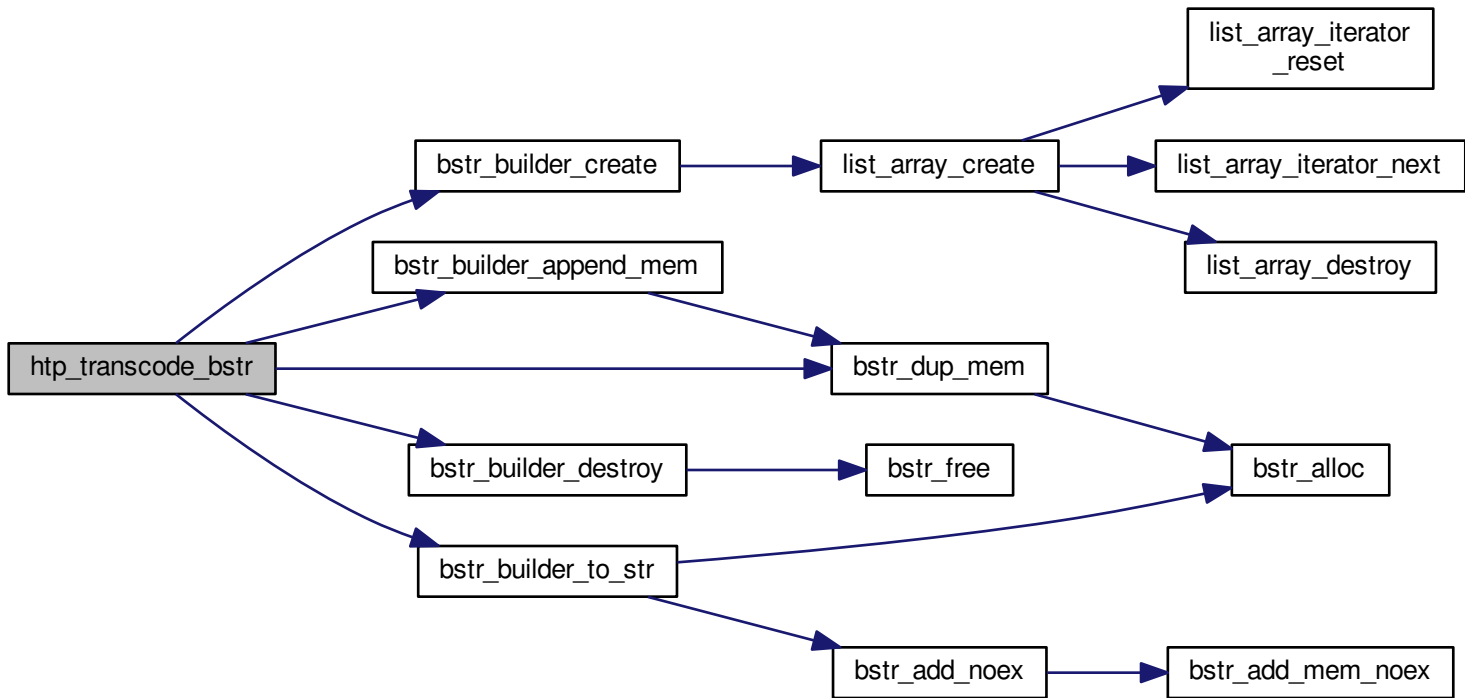 list_array_iterator
_reset
bstr_builder_create
list_array_create
list_array_iterator_next
bstr_builder_append_mem
list_array_destroy
htp_transcode_bstr
bstr_dup_mem
bstr_builder_destroy
bstr_free
bstr_alloc
bstr_builder_to_str
bstr_add_noex
bstr_add_mem_noex